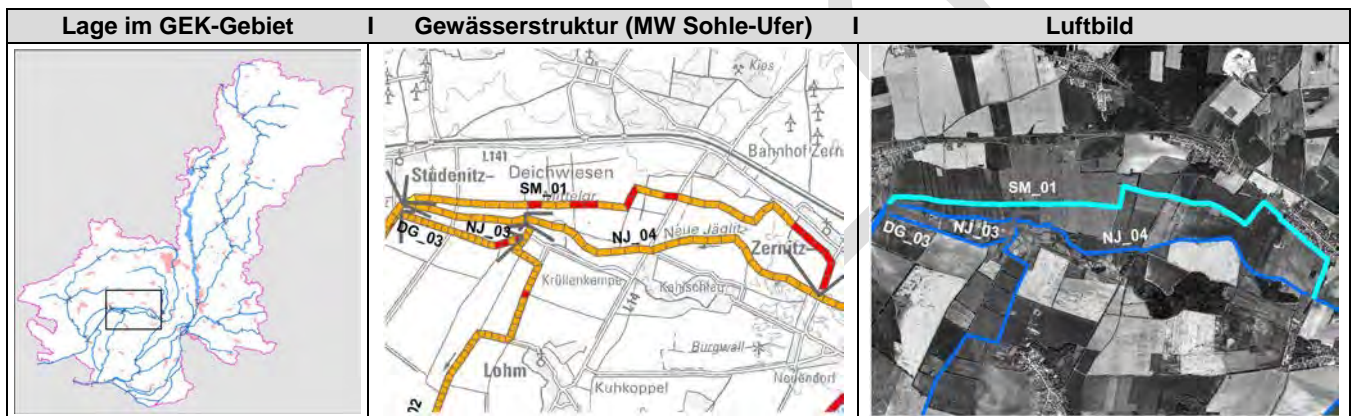 Lage im GEK-Gebiet I Gewässerstruktur (MW Sohle-Ufer) I Luftbild
Kies
Bahnhof Zern
L141
Stüdenitz–
Deichwiesen
SM_01
DG_03
NJ_03
NJ_04
Neue Jäglitz
Zernitz–
Krüllenkempe
L14
Kahlschlag
Burgwall
Lohm
Neuendorf
Kuhkoppel
02
SM_01
DG_03
NJ_03
NJ_04